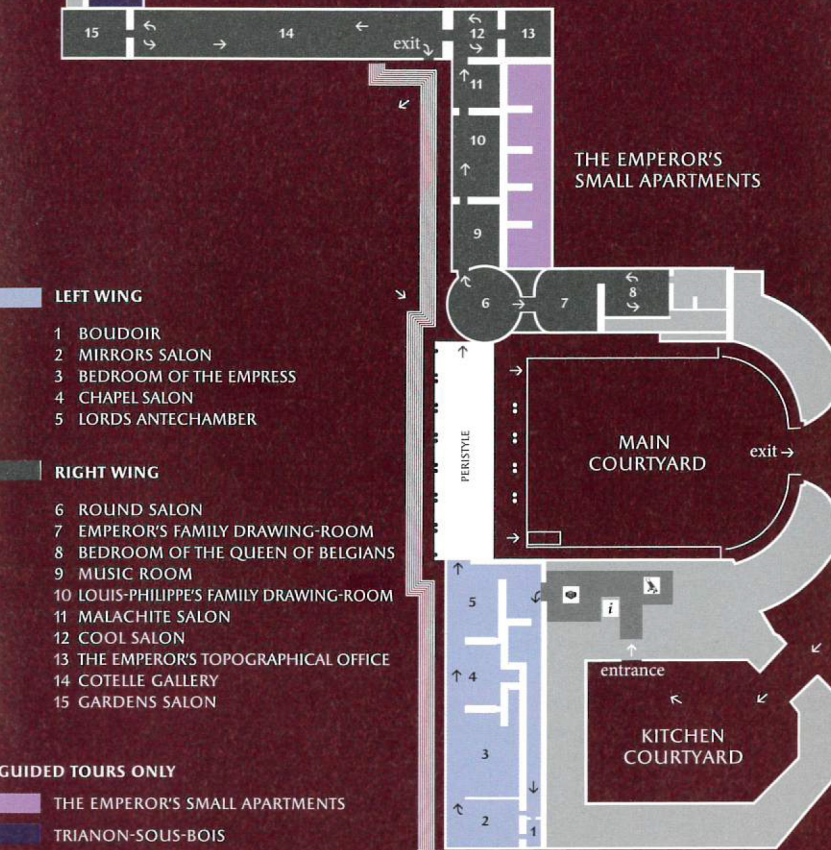 15
14
exit
12
13
11
10
9
THE EMPEROR'S
SMALL APARTMENTS
6
7
8
LEFT WING
1 BOUDOIR
2 MIRRORS SALON
3 BEDROOM OF THE EMPRESS
4 CHAPEL SALON
5 LORDS ANTECHAMBER
RIGHT WING
6 ROUND SALON
7 EMPEROR'S FAMILY DRAWING-ROOM
8 BEDROOM OF THE QUEEN OF BELGIANS
9 MUSIC ROOM
10 LOUIS-PHILIPPE'S FAMILY DRAWING-ROOM
11 MALACHITE SALON
12 COOL SALON
13 THE EMPEROR'S TOPOGRAPHICAL OFFICE
14 COTELLE GALLERY
15 GARDENS SALON
GUIDED TOURS ONLY
THE EMPEROR'S SMALL APARTMENTS
TRIANON-SOUS-BOIS
PERISTYLE
MAIN
COURTYARD
exit
5
i
entrance
4
KITCHEN
COURTYARD
3
2
1